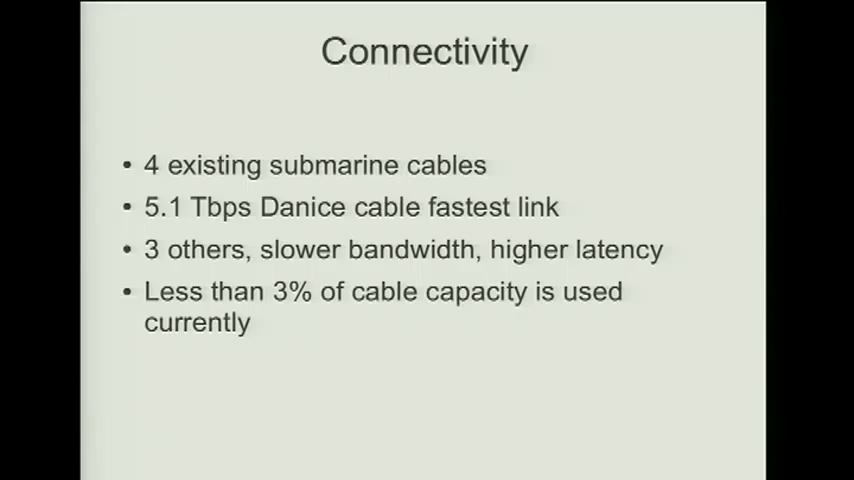 Connectivity
• 4 existing submarine cables
• 5.1 Tbps Danice cable fastest link
• 3 others, slower bandwidth, higher latency
• Less than 3% of cable capacity is used
currently